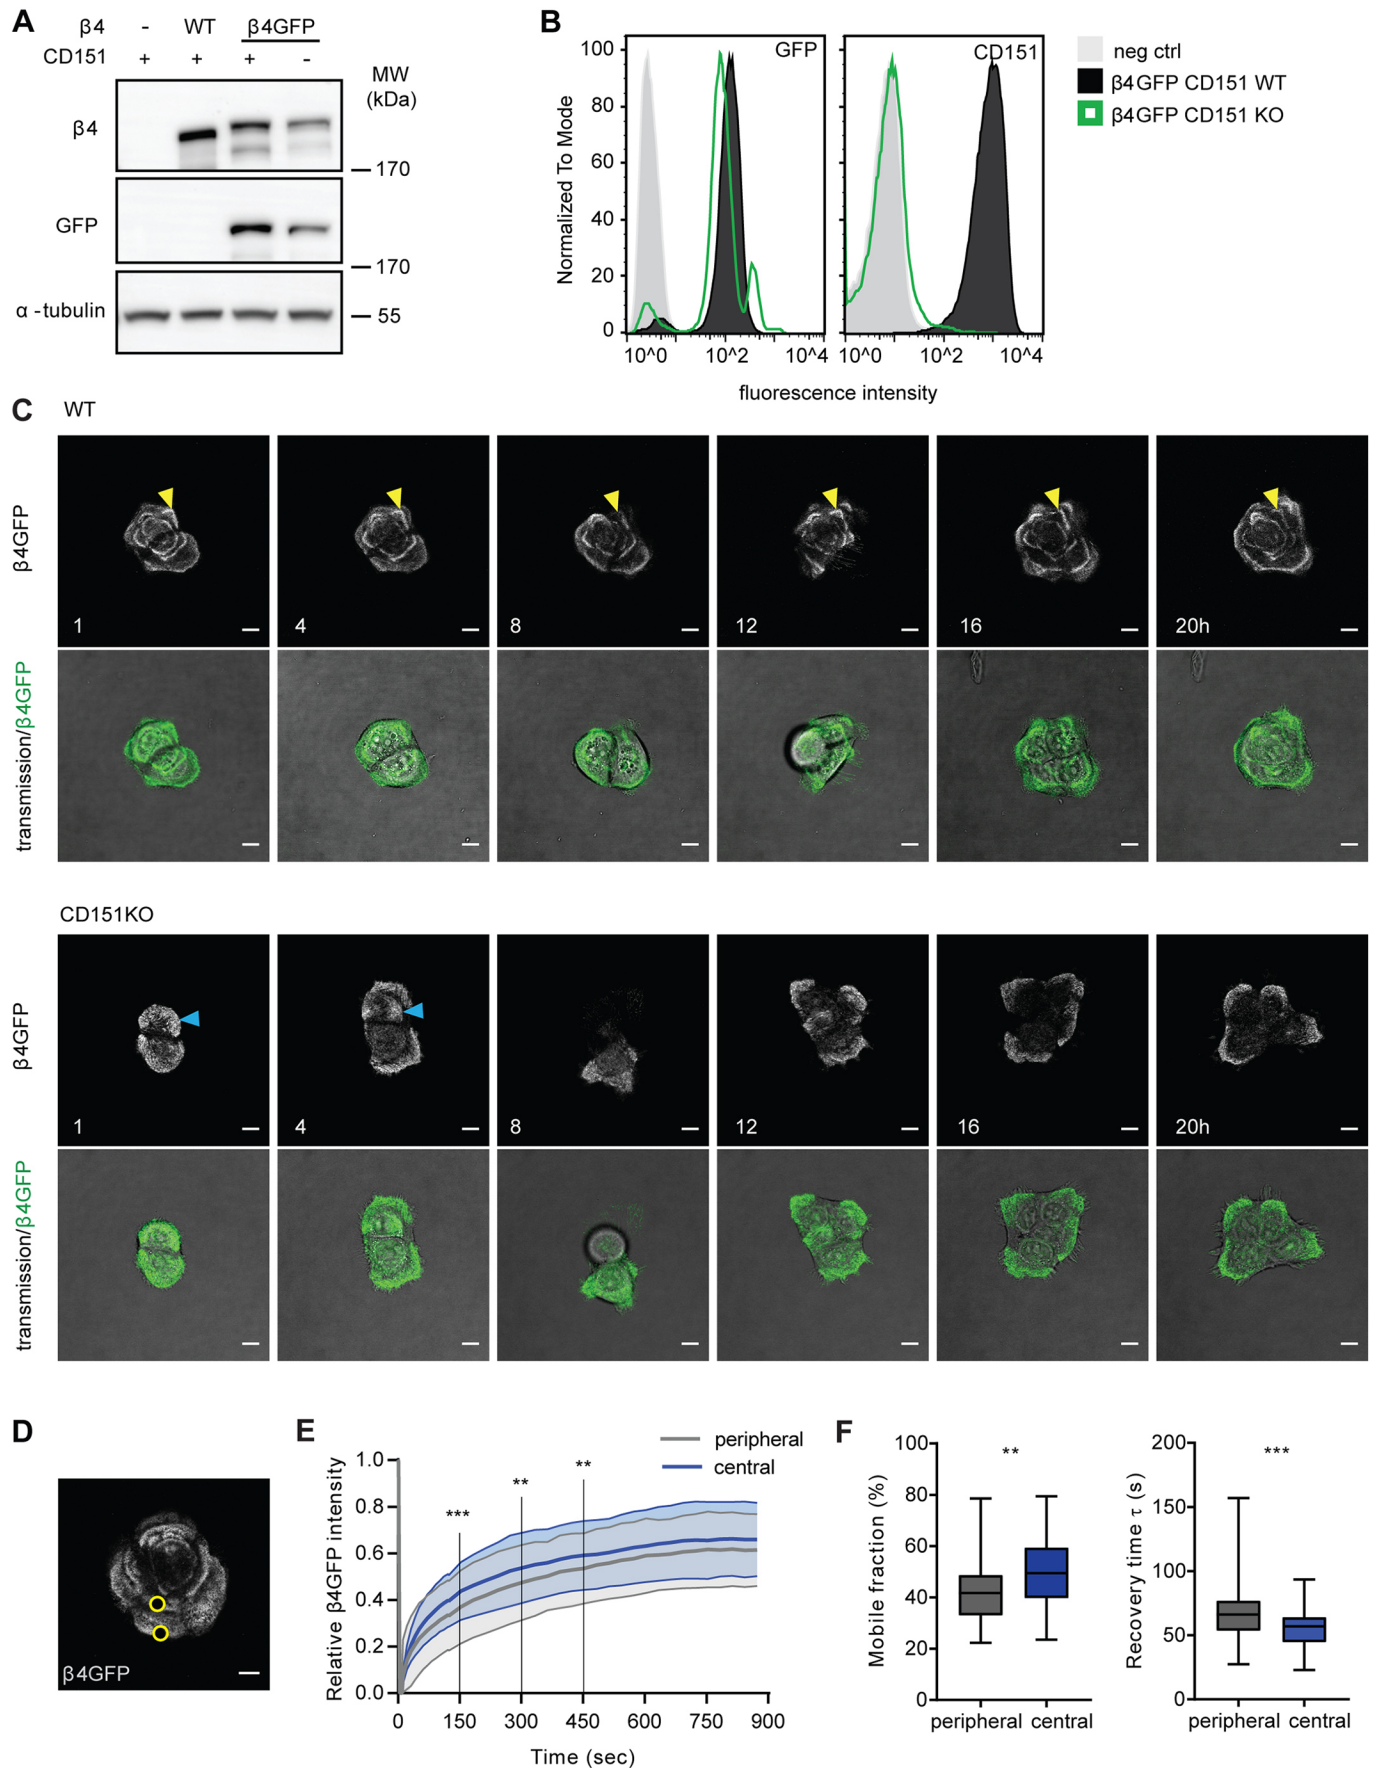 A
β4 - WT β4GFP
CD151 + + + -
MW
(kDa)
β4
170
GFP
170
α -tubulin
55
B
Normalized To Mode
100
80
60
40
20
0
GFP
10^0 10^2 10^4
CD151
10^0 10^2 10^4
fluorescence intensity
neg ctrl
β4GFP CD151 WT
β4GFP CD151 KO
C
WT
β4GFP
1 4 8 12 16 20h
transmission/β4GFP
CD151KO
β4GFP
1 4 8 12 16 20h
transmission/β4GFP
D
β4GFP
E
Relative β4GFP intensity
1.0
0.8
0.6
0.4
0.2
0.0
*** ** **
peripheral
central
0 150 300 450 600 750 900
Time (sec)
F
Mobile fraction (%)
100
80
60
40
20
0
**
peripheral central
Recovery time τ (s)
200
150
100
50
0
***
peripheral central